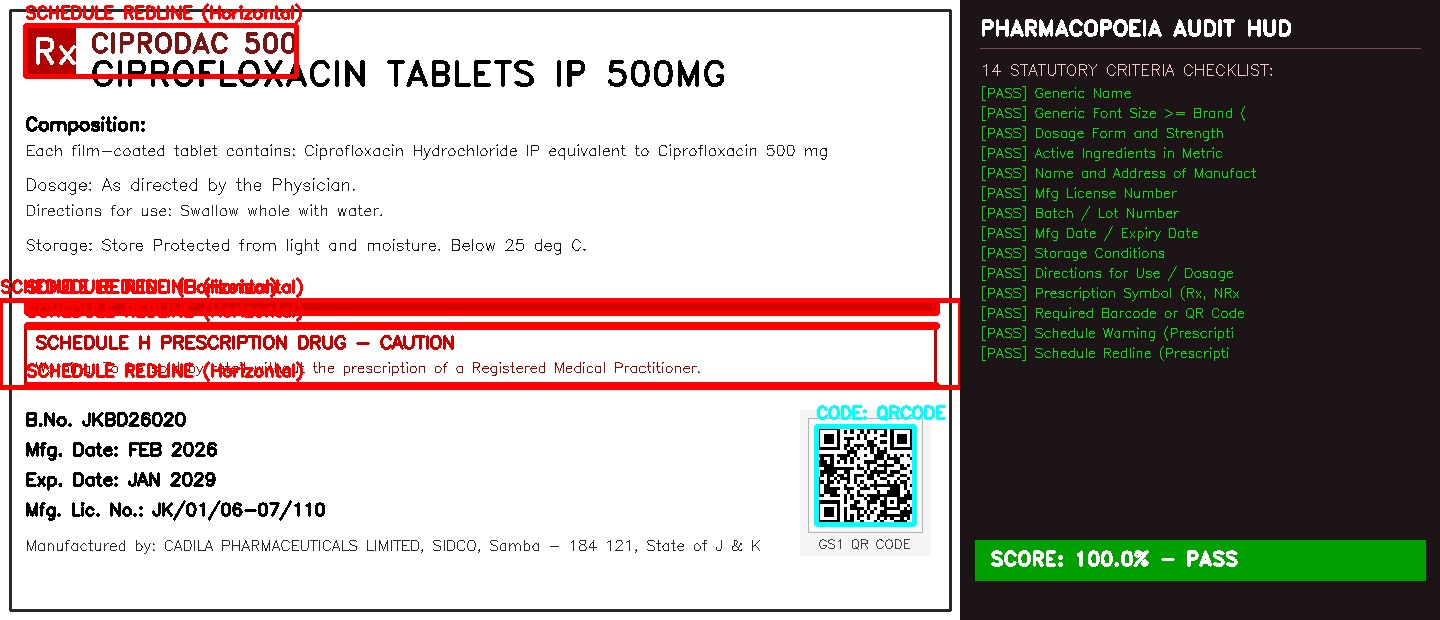 SCHEDULE REDLINE (Horizontal)
Rx CIPRODAC 500
CIPROFLOXACIN TABLETS IP 500MG
Composition:
Each film-coated tablet contains: Ciprofloxacin Hydrochloride IP equivalent to Ciprofloxacin 500 mg
Dosage: As directed by the Physician.
Directions for use: Swallow whole with water.
Storage: Store Protected from light and moisture. Below 25 deg C.
SCHEDULE REDLINE (Horizontal)
SCHEDULE REDLINE (Horizontal)
SCHEDULE H PRESCRIPTION DRUG - CAUTION
SCHEDULE REDLINE (Horizontal)
the prescription of a Registered Medical Practitioner.
B.No. JKBD26020
Mfg. Date: FEB 2026
Exp. Date: JAN 2029
Mfg. Lic. No.: JK/01/06-07/110
Manufactured by: CADILA PHARMACEUTICALS LIMITED, SIDCO, Samba - 184 121, State of J & K
CODE: QRCODE
GS1 QR CODE
PHARMACOPOEIA AUDIT HUD
14 STATUTORY CRITERIA CHECKLIST:
[PASS] Generic Name
[PASS] Generic Font Size >= Brand (
[PASS] Dosage Form and Strength
[PASS] Active Ingredients in Metric
[PASS] Name and Address of Manufact
[PASS] Mfg License Number
[PASS] Batch / Lot Number
[PASS] Mfg Date / Expiry Date
[PASS] Storage Conditions
[PASS] Directions for Use / Dosage
[PASS] Prescription Symbol (Rx, NRx
[PASS] Required Barcode or QR Code
[PASS] Schedule Warning (Prescripti
[PASS] Schedule Redline (Prescripti
SCORE: 100.0% - PASS